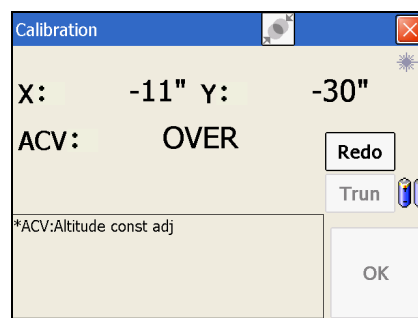 Calibration
X: -11" Y: -30"
ACV: OVER
Redo
Trun
*ACV:Altitude const adj
OK